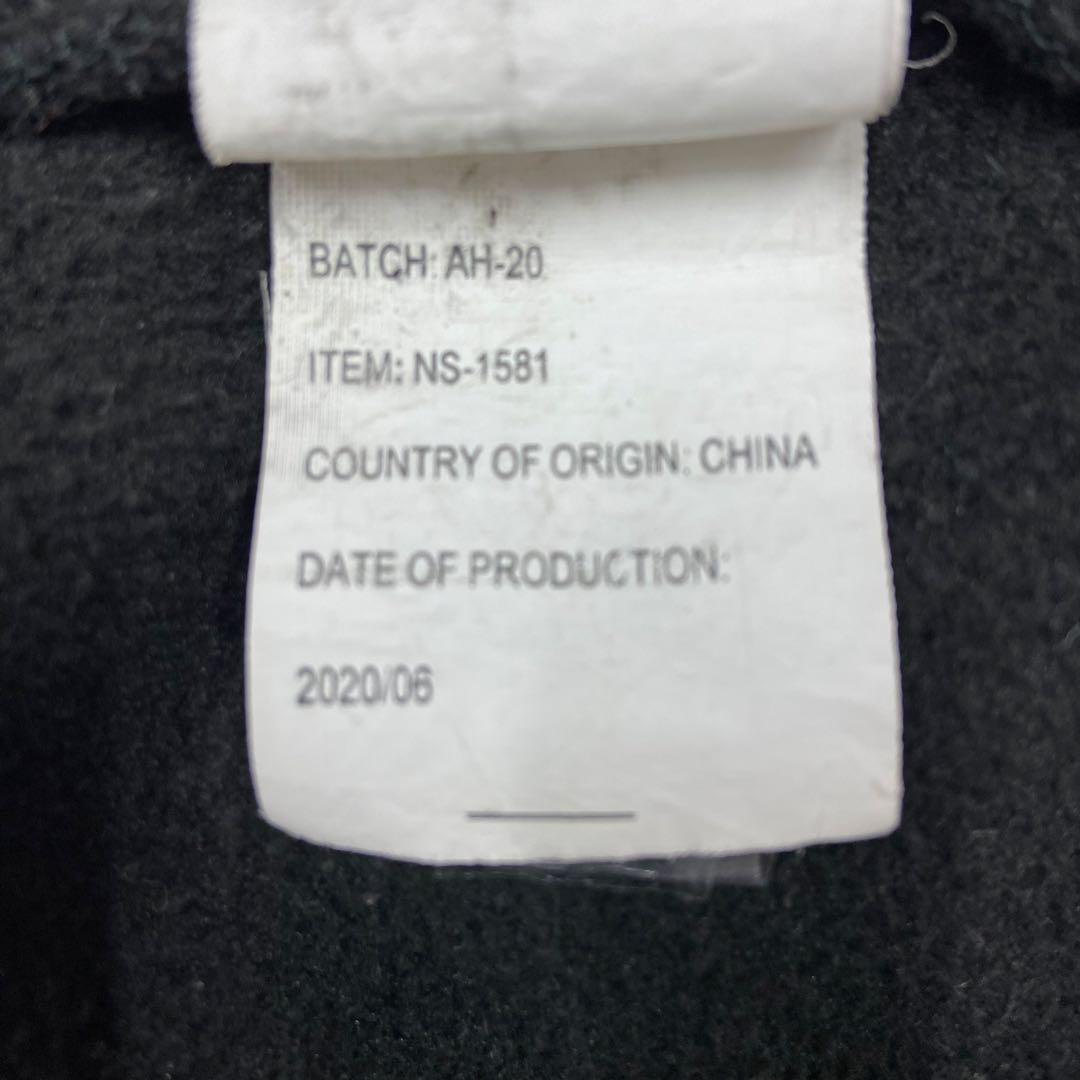 BATCH: AH-20
ITEM: NS-1581
COUNTRY OF ORIGIN: CHINA
DATE OF PRODUCTION:
2020/06